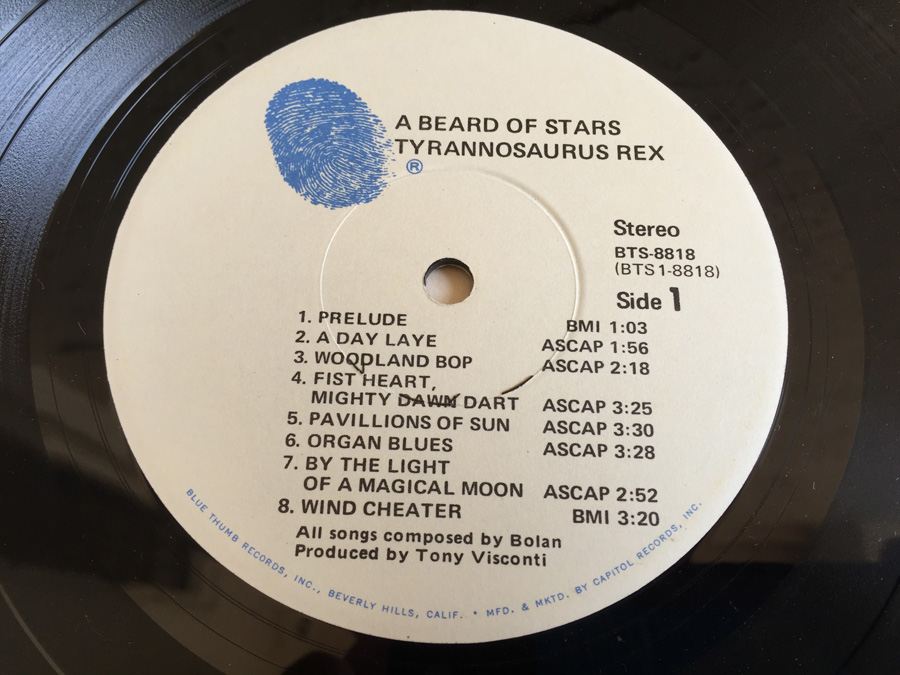 A BEARD OF STARS
TYRANNOSAURUS REX
®
Stereo
BTS-8818
(BTS1-8818)
Side 1
1. PRELUDE BMI 1:03
2. A DAY LAYE ASCAP 1:56
3. WOODLAND BOP ASCAP 2:18
4. FIST HEART,
MIGHTY DAWN DART ASCAP 3:25
5. PAVILLIONS OF SUN ASCAP 3:30
6. ORGAN BLUES ASCAP 3:28
7. BY THE LIGHT
OF A MAGICAL MOON ASCAP 2:52
8. WIND CHEATER BMI 3:20
All songs composed by Bolan
Produced by Tony Visconti
BLUE THUMB RECORDS, INC., BEVERLY HILLS, CALIF. • MFD. & MKTD. BY CAPITOL RECORDS, INC.